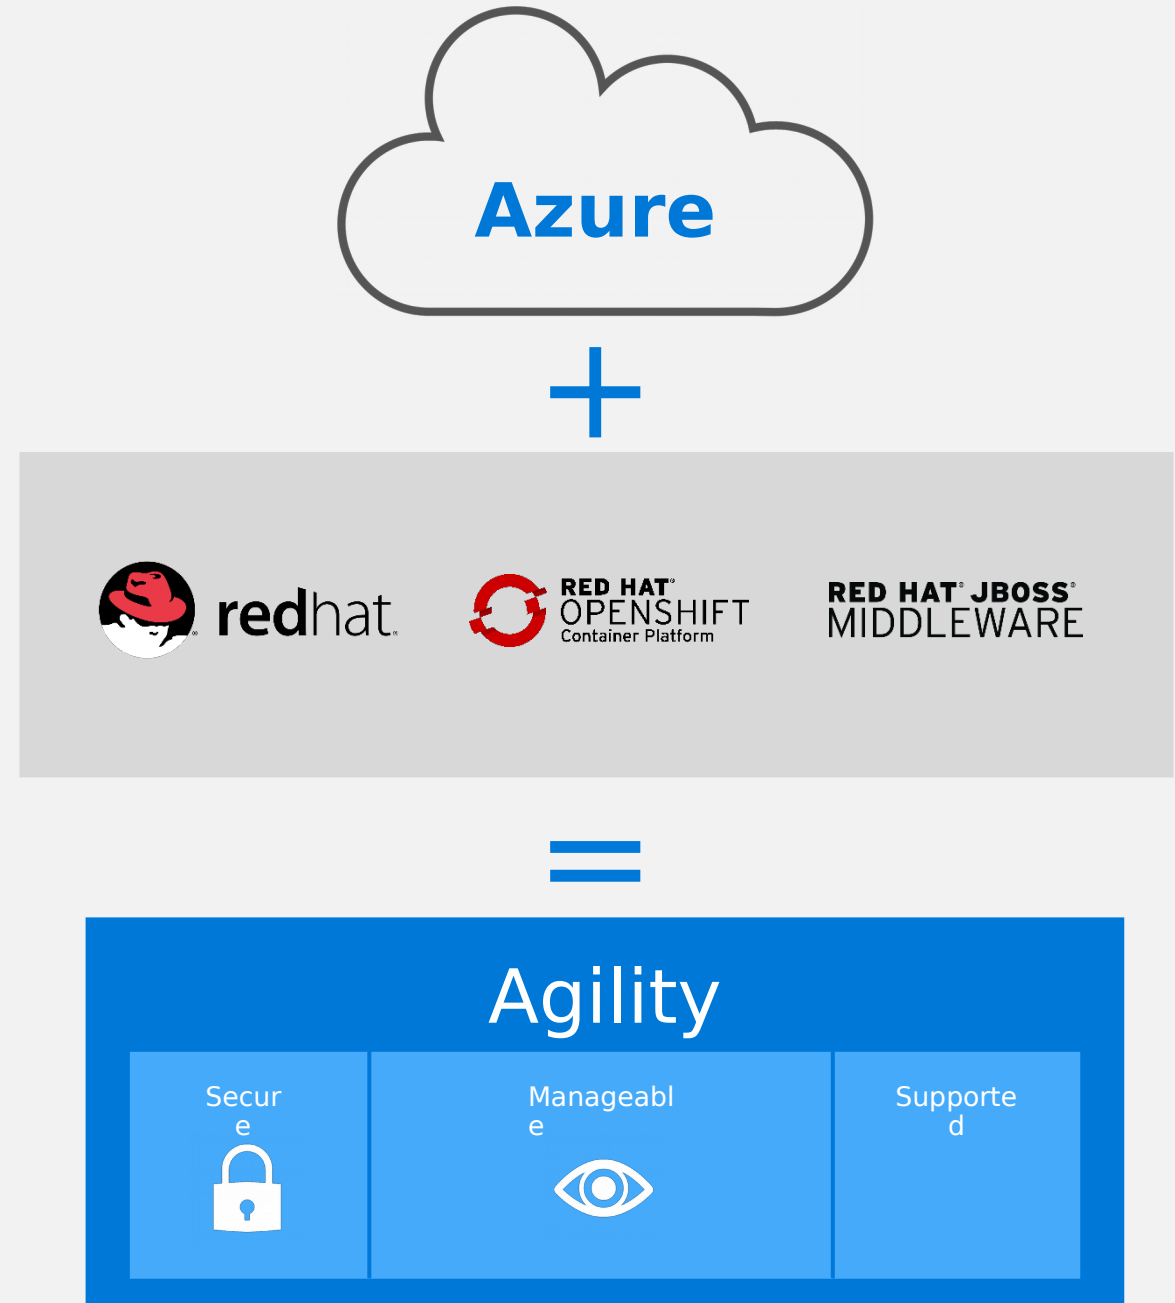 Azure
+
redhat.
RED HAT®
OPENSHIFT
Container Platform
RED HAT® JBOSS®
MIDDLEWARE
=
Agility
Secur
e
Manageabl
e
Supporte
d